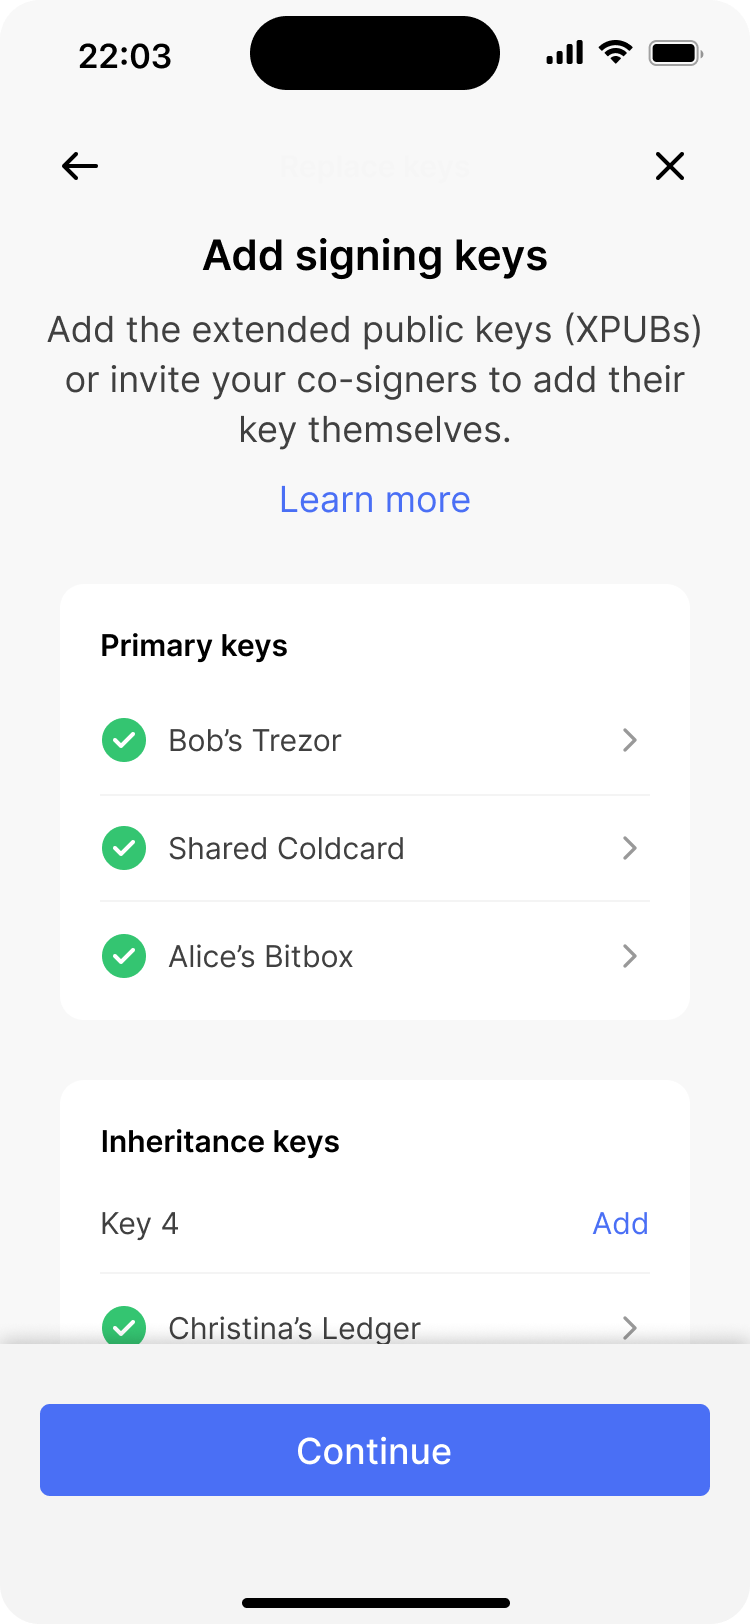 22:03
Replace keys
Add signing keys
Add the extended public keys (XPUBs)
or invite your co-signers to add their
key themselves.
Learn more
Primary keys
Bob’s Trezor
Shared Coldcard
Alice’s Bitbox
Inheritance keys
Key 4
Add
Christina’s Ledger
Continue